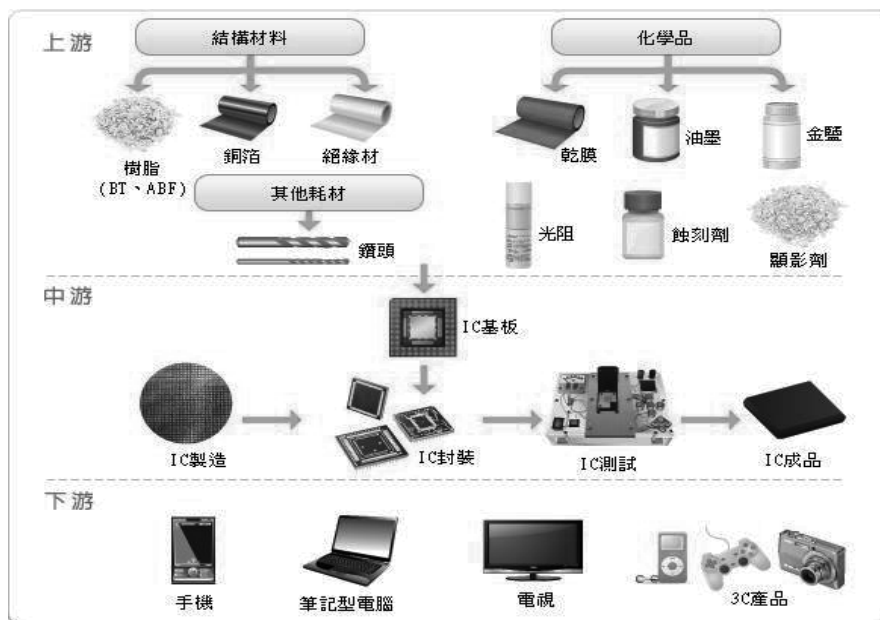 上游
結構材料
化學品
樹脂
(BT、ABF)
銅箔
絕緣材
乾膜
油墨
金鹽
其他耗材
鑽頭
光阻
蝕刻劑
顯影劑
中游
IC基板
IC製造
IC封裝
IC測試
IC成品
下游
手機
筆記型電腦
電視
3C產品